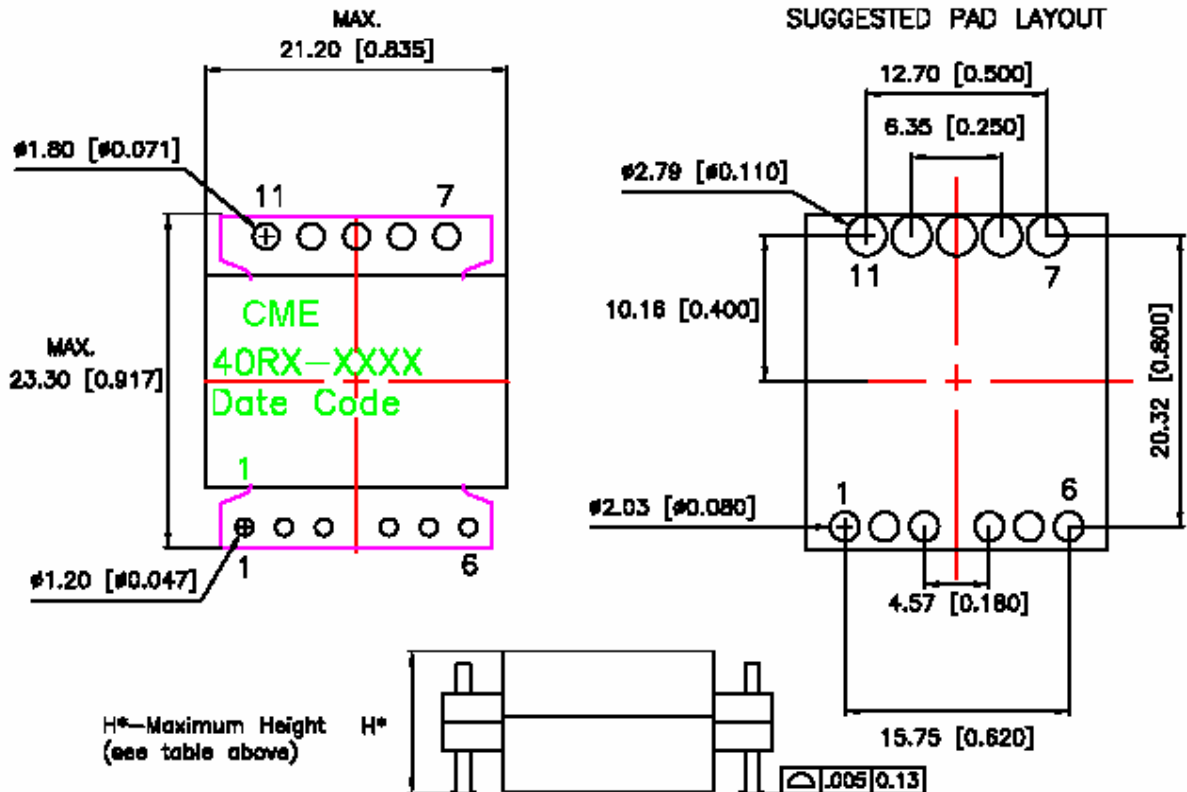 MAX.
21.20 [0.835]
SUGGESTED PAD LAYOUT
12.70 [0.500]
6.35 [0.250]
ø1.80 [ø0.071]
11 7
ø2.79 [ø0.110]
11 7
10.16 [0.400]
MAX.
23.30 [0.917]
CME
40RX-XXXX
Date Code
1
20.32 [0.800]
1 6
ø2.03 [ø0.080]
1 6
ø1.20 [ø0.047]
4.57 [0.180]
15.75 [0.620]
H*-Maximum Height H*
(see table above)
.005 0.13